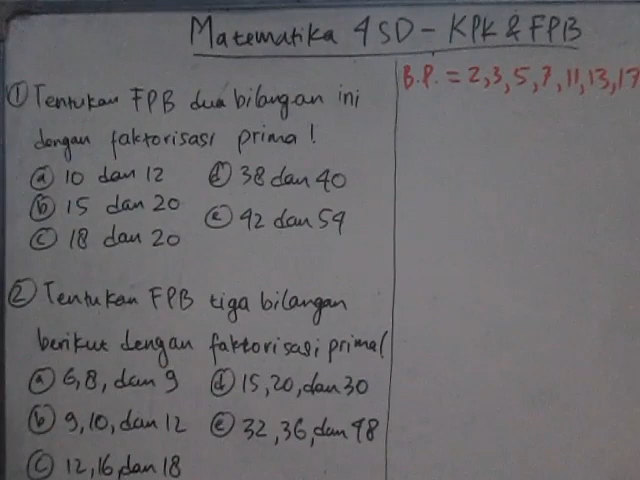 Matematika 4 SD - KPK & FPB
B.P. = 2, 3, 5, 7, 11, 13, 17
① Tentukan FPB dua bilangan ini
dengan faktorisasi prima!
ⓐ 10 dan 12
ⓑ 15 dan 20
ⓒ 18 dan 20
ⓓ 38 dan 40
ⓔ 42 dan 54
② Tentukan FPB tiga bilangan
berikut dengan faktorisasi prima!
ⓐ 6, 8, dan 9
ⓑ 9, 10, dan 12
ⓒ 12, 16, dan 18
ⓓ 15, 20, dan 30
ⓔ 32, 36, dan 48